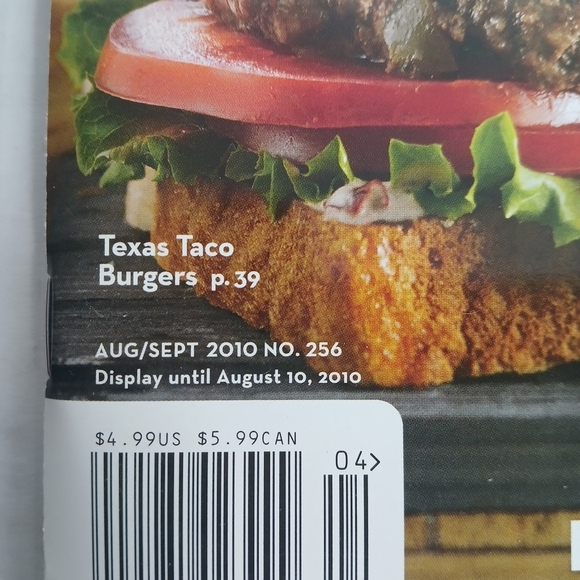 Texas Taco
Burgers p. 39
AUG/SEPT 2010 NO. 256
Display until August 10, 2010
$4.99US $5.99CAN
04>